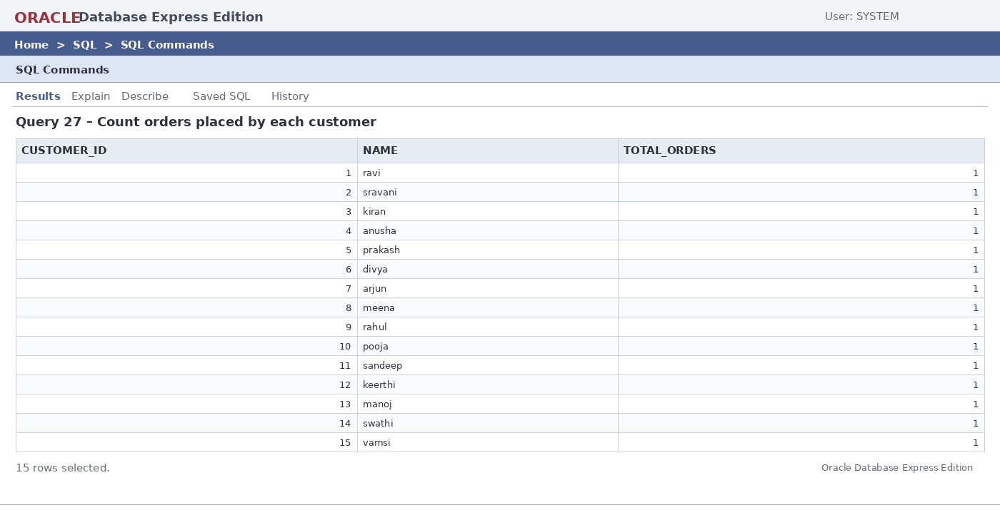 ORACLE Database Express Edition User: SYSTEM
Home > SQL > SQL Commands
SQL Commands
Results Explain Describe Saved SQL History
Query 27 – Count orders placed by each customer
CUSTOMER_ID NAME TOTAL_ORDERS
1 ravi 1
2 sravani 1
3 kiran 1
4 anusha 1
5 prakash 1
6 divya 1
7 arjun 1
8 meena 1
9 rahul 1
10 pooja 1
11 sandeep 1
12 keerthi 1
13 manoj 1
14 swathi 1
15 vamsi 1
15 rows selected. Oracle Database Express Edition